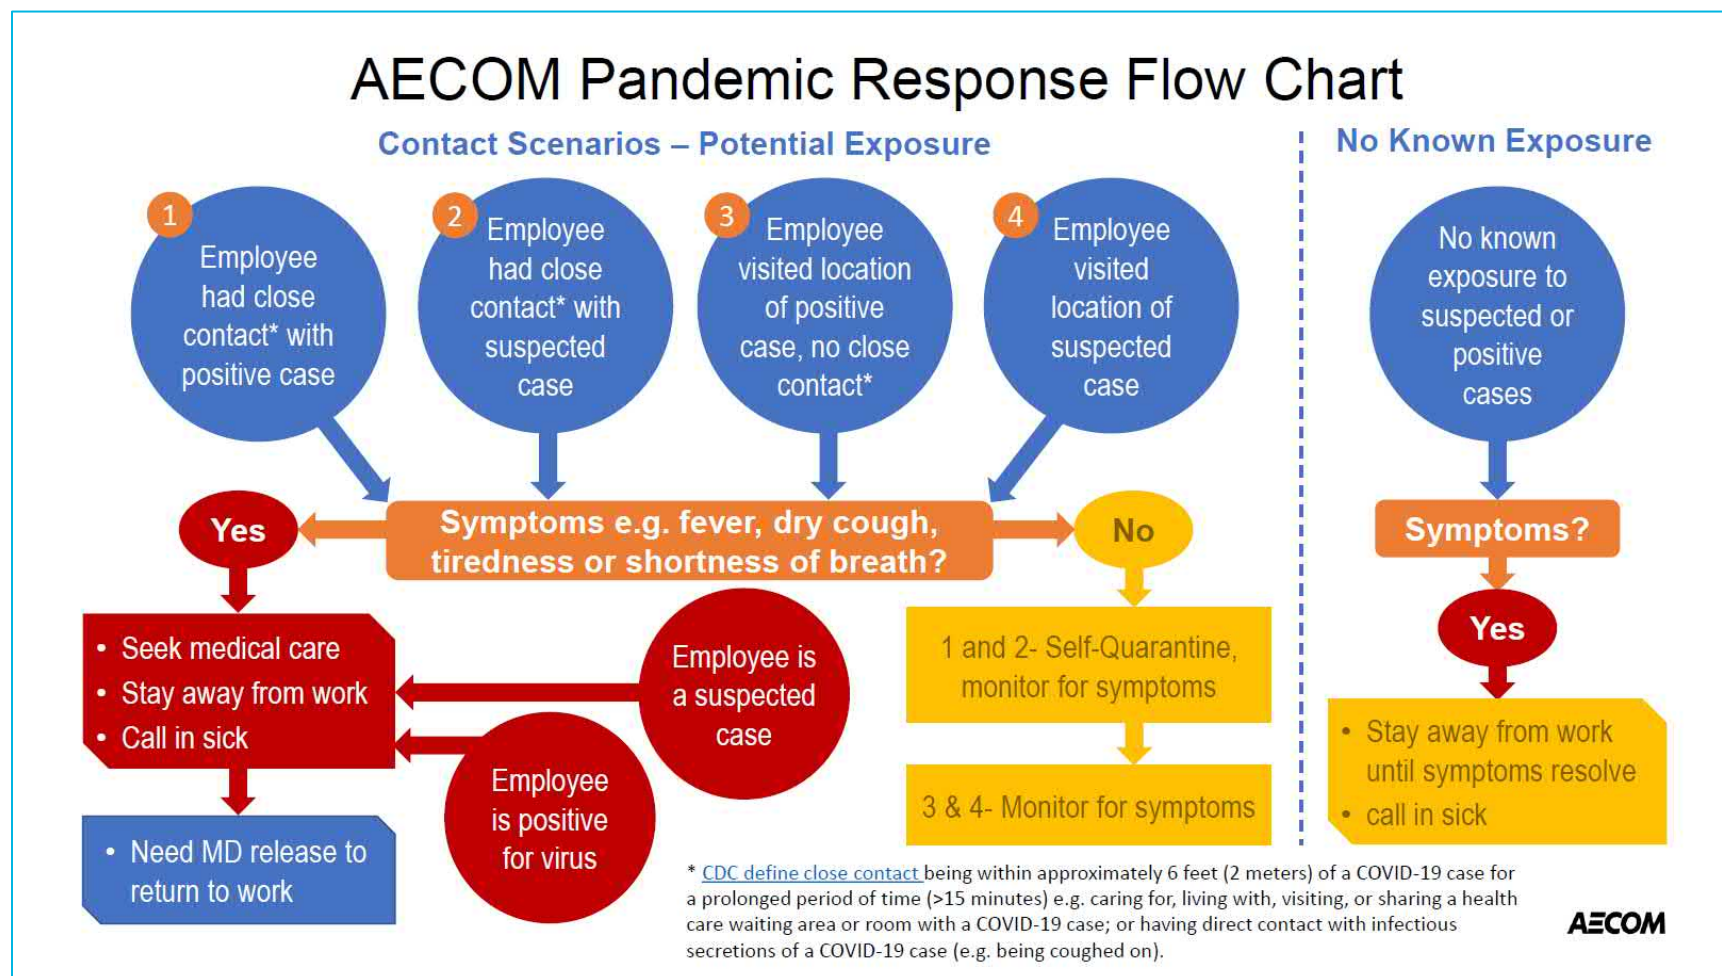 AECOM Pandemic Response Flow Chart
Contact Scenarios – Potential Exposure
No Known Exposure
1
Employee
had close
contact* with
positive case
2
Employee
had close
contact* with
suspected
case
3
Employee
visited location
of positive
case, no close
contact*
4
Employee
visited
location of
suspected
case
No known
exposure to
suspected or
positive
cases
Yes
Symptoms e.g. fever, dry cough,
tiredness or shortness of breath?
No
Symptoms?
Yes
• Seek medical care
• Stay away from work
• Call in sick
Employee is
a suspected
case
Employee
is positive
for virus
• Need MD release to
return to work
1 and 2- Self-Quarantine,
monitor for symptoms
3 & 4- Monitor for symptoms
• Stay away from work
until symptoms resolve
• call in sick
* CDC define close contact being within approximately 6 feet (2 meters) of a COVID-19 case for
a prolonged period of time (>15 minutes) e.g. caring for, living with, visiting, or sharing a health
care waiting area or room with a COVID-19 case; or having direct contact with infectious
secretions of a COVID-19 case (e.g. being coughed on).
AECOM